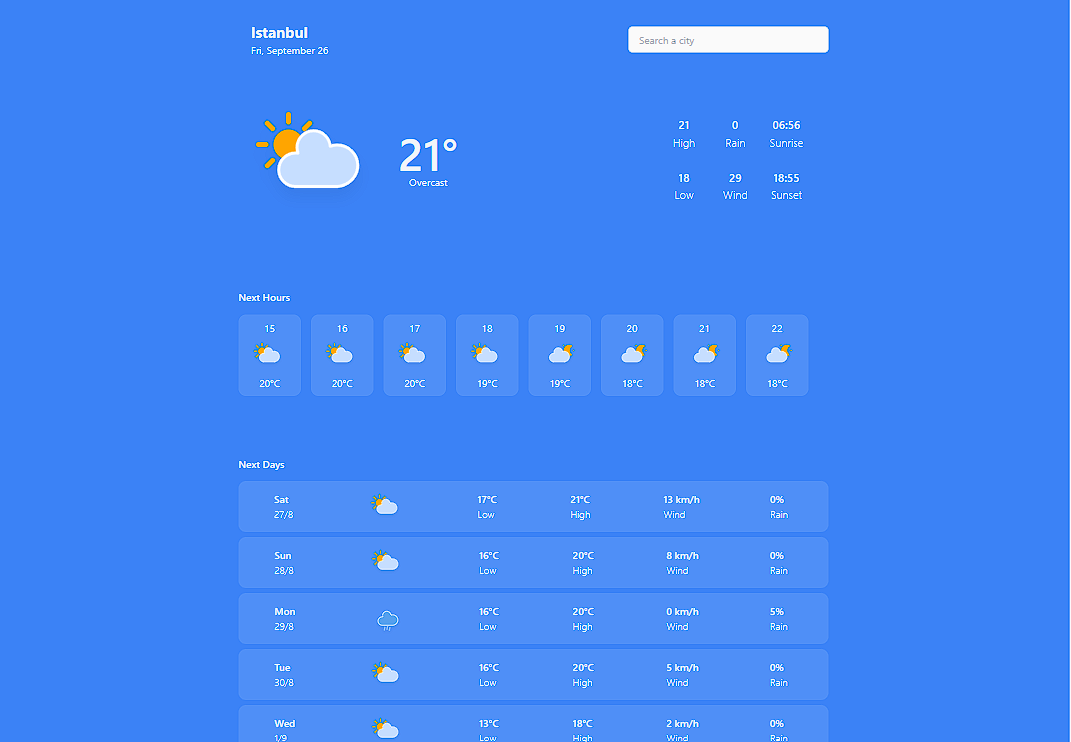 Istanbul
Fri, September 26
Search a city
21°
Overcast
21 0 06:56
High Rain Sunrise
18 29 18:55
Low Wind Sunset
Next Hours
15 16 17 18 19 20 21 22
20°C 20°C 20°C 19°C 19°C 18°C 18°C 18°C
Next Days
Sat 17°C 21°C 13 km/h 0%
27/8 Low High Wind Rain
Sun 16°C 20°C 8 km/h 0%
28/8 Low High Wind Rain
Mon 16°C 20°C 0 km/h 5%
29/8 Low High Wind Rain
Tue 16°C 20°C 5 km/h 0%
30/8 Low High Wind Rain
Wed 13°C 18°C 2 km/h 0%
1/9 Low High Wind Rain